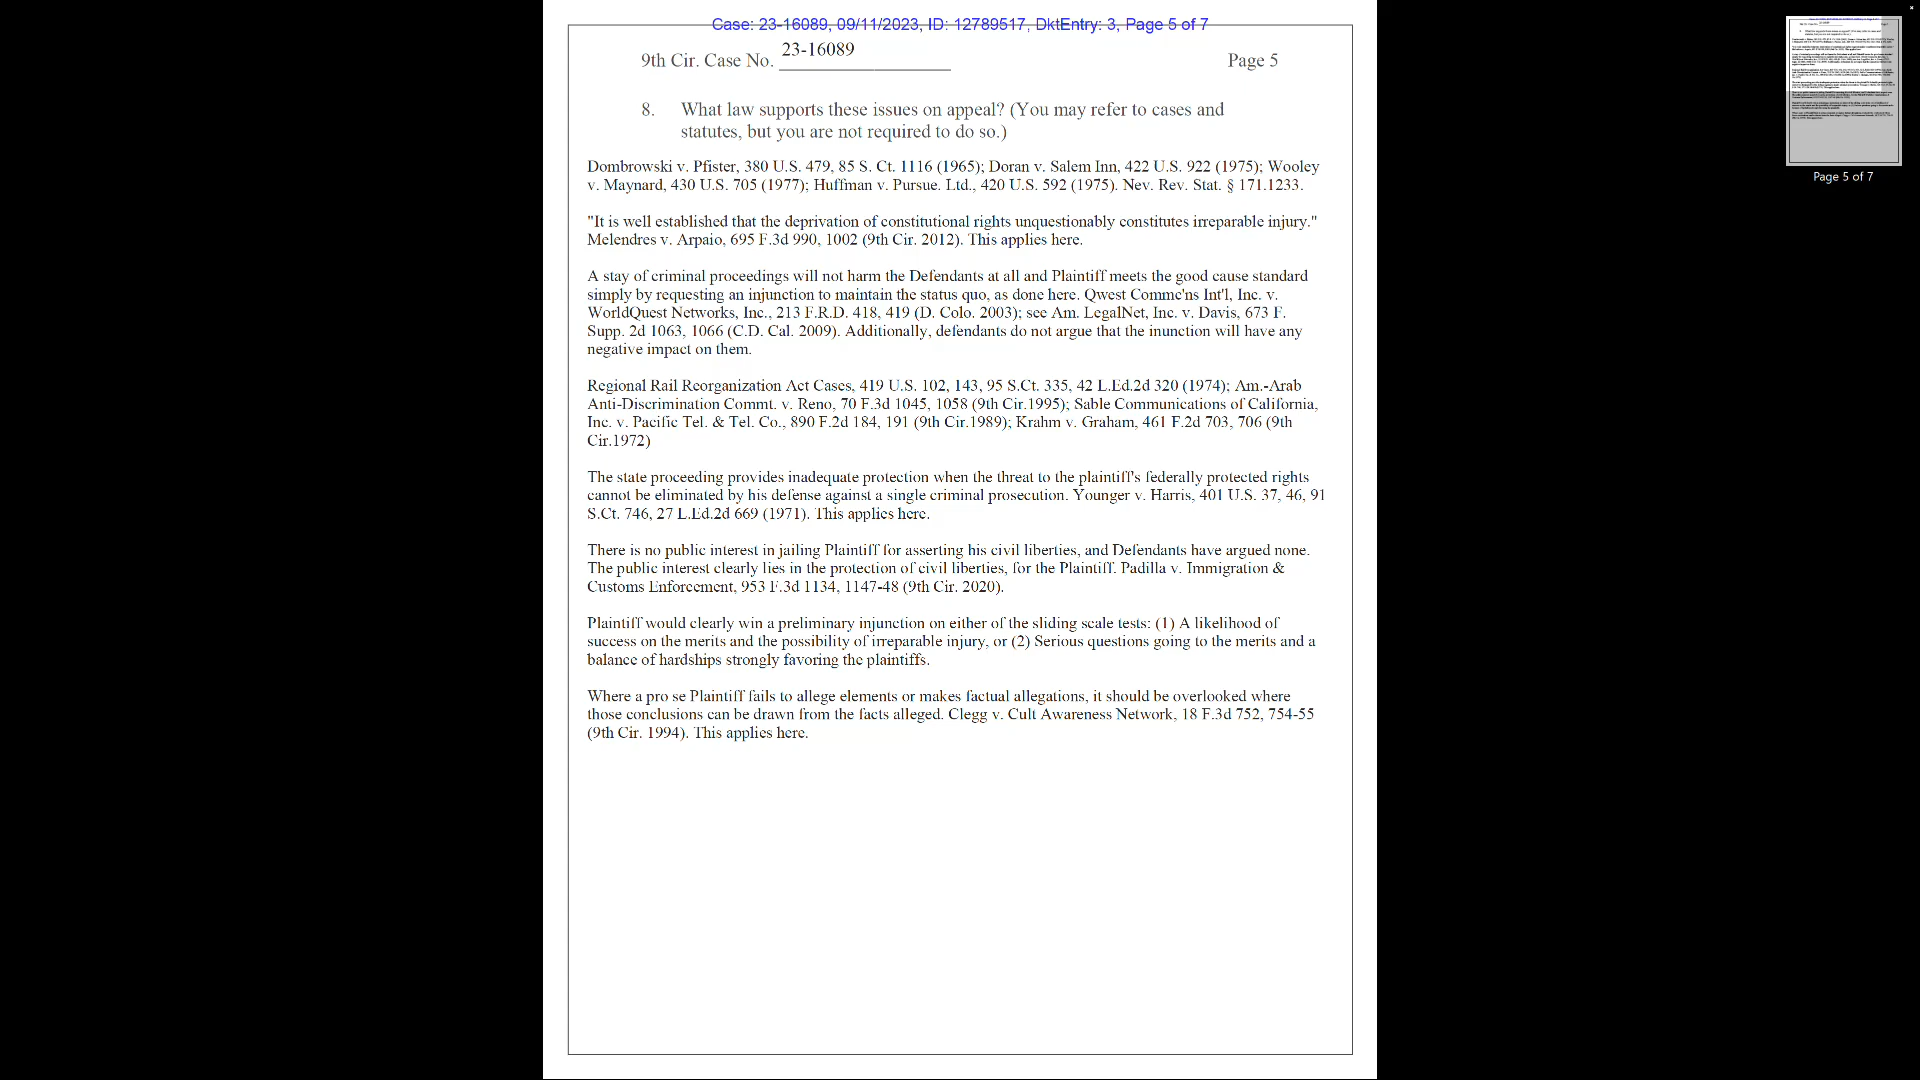 Case: 23-16089, 09/11/2023, ID: 12789517, DktEntry: 3, Page 5 of 7
9th Cir. Case No. 23-16089 Page 5
8. What law supports these issues on appeal? (You may refer to cases and
statutes, but you are not required to do so.)
Dombrowski v. Pfister, 380 U.S. 479, 85 S. Ct. 1116 (1965); Doran v. Salem Inn, 422 U.S. 922 (1975); Wooley
v. Maynard, 430 U.S. 705 (1977); Huffman v. Pursue. Ltd., 420 U.S. 592 (1975). Nev. Rev. Stat. § 171.1233.
"It is well established that the deprivation of constitutional rights unquestionably constitutes irreparable injury."
Melendres v. Arpaio, 695 F.3d 990, 1002 (9th Cir. 2012). This applies here.
A stay of criminal proceedings will not harm the Defendants at all and Plaintiff meets the good cause standard
simply by requesting an injunction to maintain the status quo, as done here. Qwest Commc'ns Int'l, Inc. v.
WorldQuest Networks, Inc., 213 F.R.D. 418, 419 (D. Colo. 2003); see Am. LegalNet, Inc. v. Davis, 673 F.
Supp. 2d 1063, 1066 (C.D. Cal. 2009). Additionally, defendants do not argue that the inunction will have any
negative impact on them.
Regional Rail Reorganization Act Cases, 419 U.S. 102, 143, 95 S.Ct. 335, 42 L.Ed.2d 320 (1974); Am.-Arab
Anti-Discrimination Commt. v. Reno, 70 F.3d 1045, 1058 (9th Cir.1995); Sable Communications of California,
Inc. v. Pacific Tel. & Tel. Co., 890 F.2d 184, 191 (9th Cir.1989); Krahm v. Graham, 461 F.2d 703, 706 (9th
Cir.1972)
The state proceeding provides inadequate protection when the threat to the plaintiff's federally protected rights
cannot be eliminated by his defense against a single criminal prosecution. Younger v. Harris, 401 U.S. 37, 46, 91
S.Ct. 746, 27 L.Ed.2d 669 (1971). This applies here.
There is no public interest in jailing Plaintiff for asserting his civil liberties, and Defendants have argued none.
The public interest clearly lies in the protection of civil liberties, for the Plaintiff. Padilla v. Immigration &
Customs Enforcement, 953 F.3d 1134, 1147-48 (9th Cir. 2020).
Plaintiff would clearly win a preliminary injunction on either of the sliding scale tests: (1) A likelihood of
success on the merits and the possibility of irreparable injury, or (2) Serious questions going to the merits and a
balance of hardships strongly favoring the plaintiffs.
Where a pro se Plaintiff fails to allege elements or makes factual allegations, it should be overlooked where
those conclusions can be drawn from the facts alleged. Clegg v. Cult Awareness Network, 18 F.3d 752, 754-55
(9th Cir. 1994). This applies here.
Page 5 of 7